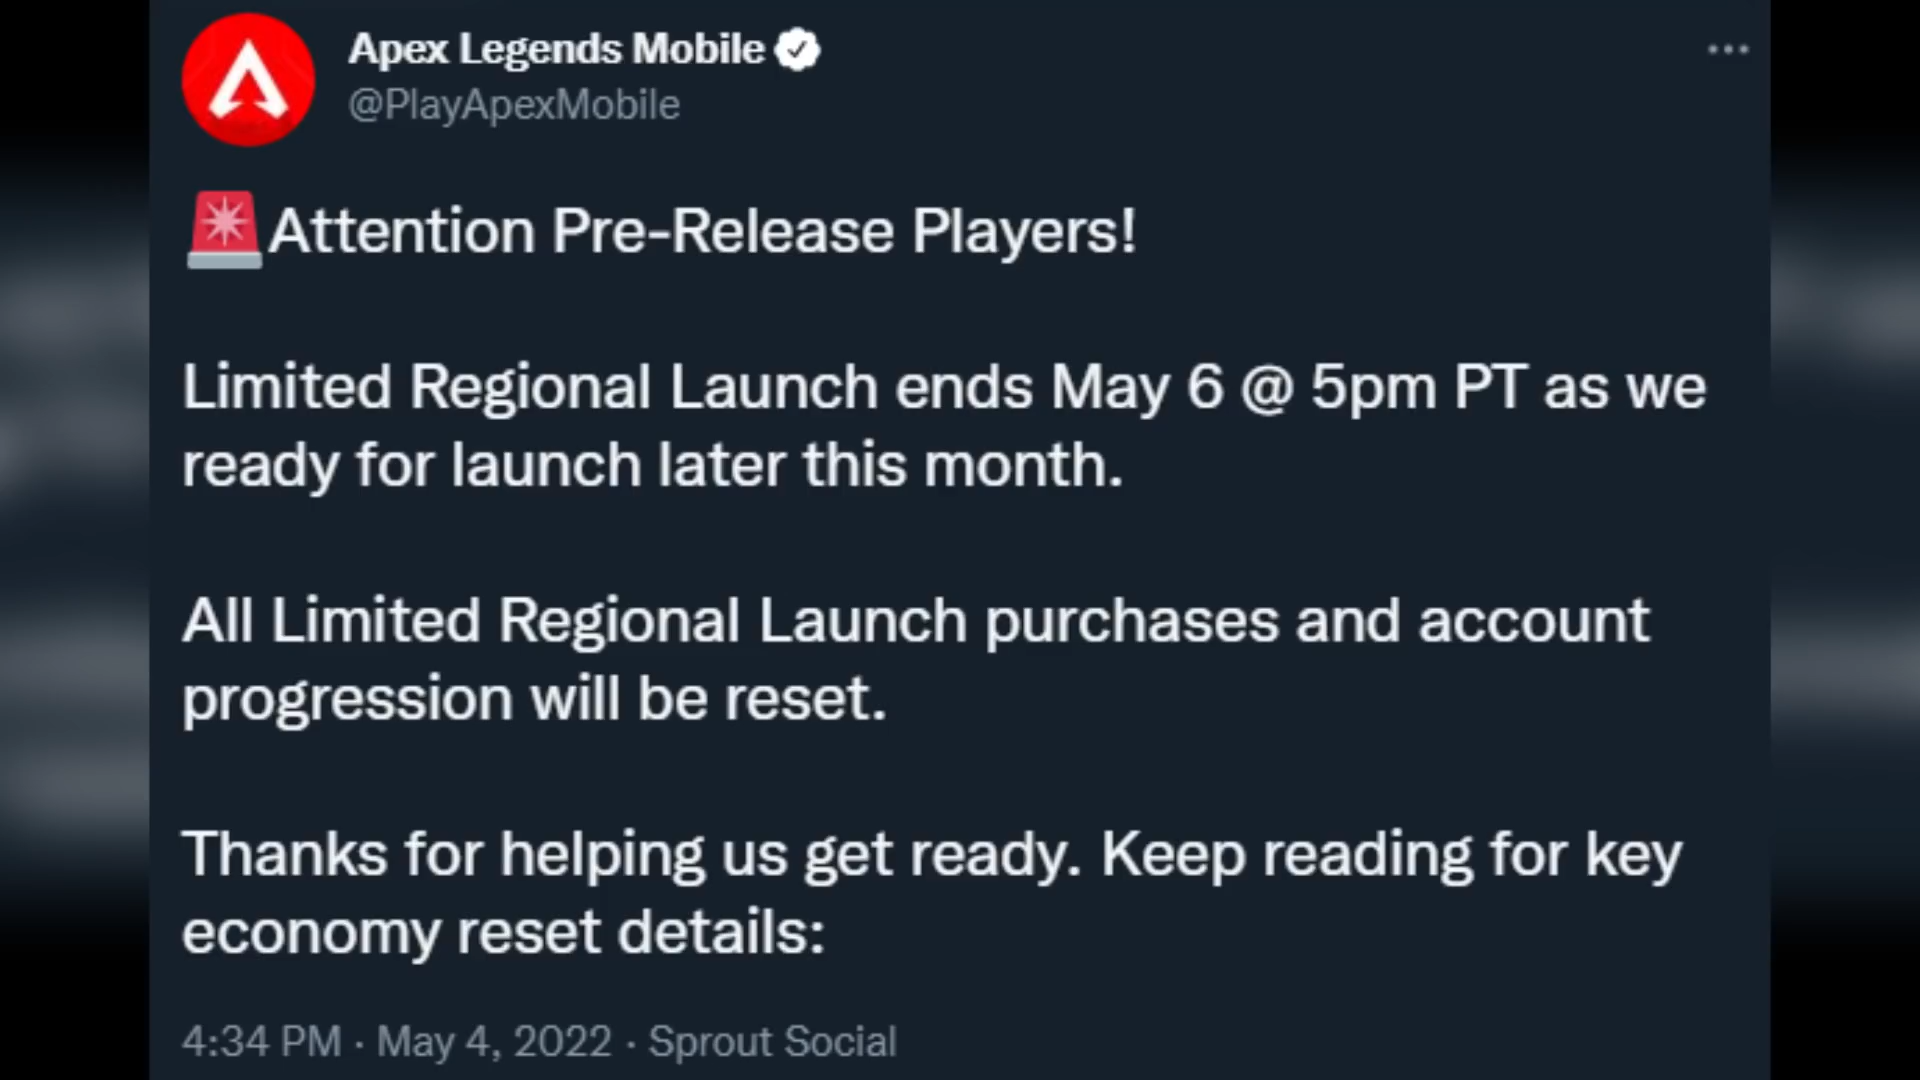 Apex Legends Mobile
@PlayApexMobile
🚨Attention Pre-Release Players!
Limited Regional Launch ends May 6 @ 5pm PT as we
ready for launch later this month.
All Limited Regional Launch purchases and account
progression will be reset.
Thanks for helping us get ready. Keep reading for key
economy reset details:
4:34 PM · May 4, 2022 · Sprout Social